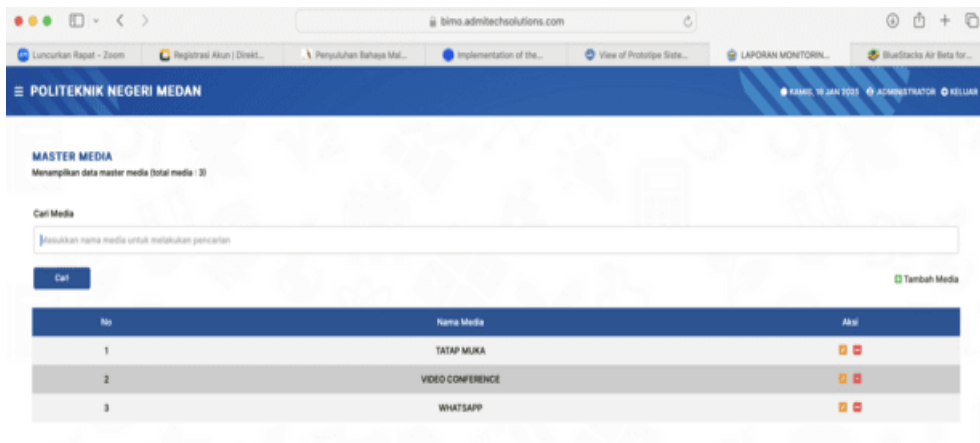 bimo.admitechsolutions.com
Luncurkan Rapat - Zoom
Registrasi Akun | Direkt...
Penyuluhan Bahaya Mal...
Implementation of the...
View of Prototipe Siste...
LAPORAN MONITORIN...
BlueStacks Air Beta for...
POLITEKNIK NEGERI MEDAN
KAMIS, JAN
ADMINISTRATOR
KELUAR
MASTER MEDIA
Menampilkan data master media (total media : 3)
Cari Media
Masukkan nama media untuk melakukan pencarian
Cari
Tambah Media
No Nama Media Aksi
1 TATAP MUKA
2 VIDEO CONFERENCE
3 WHATSAPP